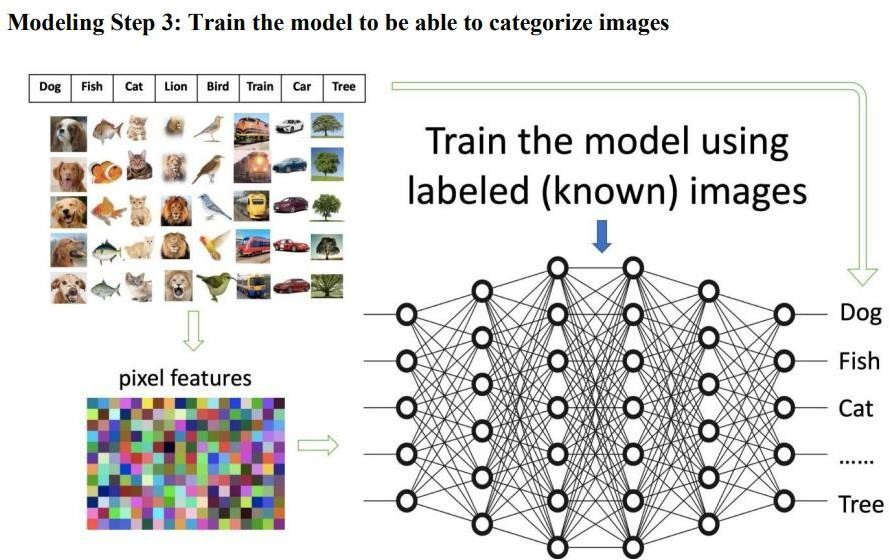 Modeling Step 3: Train the model to be able to categorize images
Dog Fish Cat Lion Bird Train Car Tree
Train the model using
labeled (known) images
pixel features
Dog
Fish
Cat
......
Tree